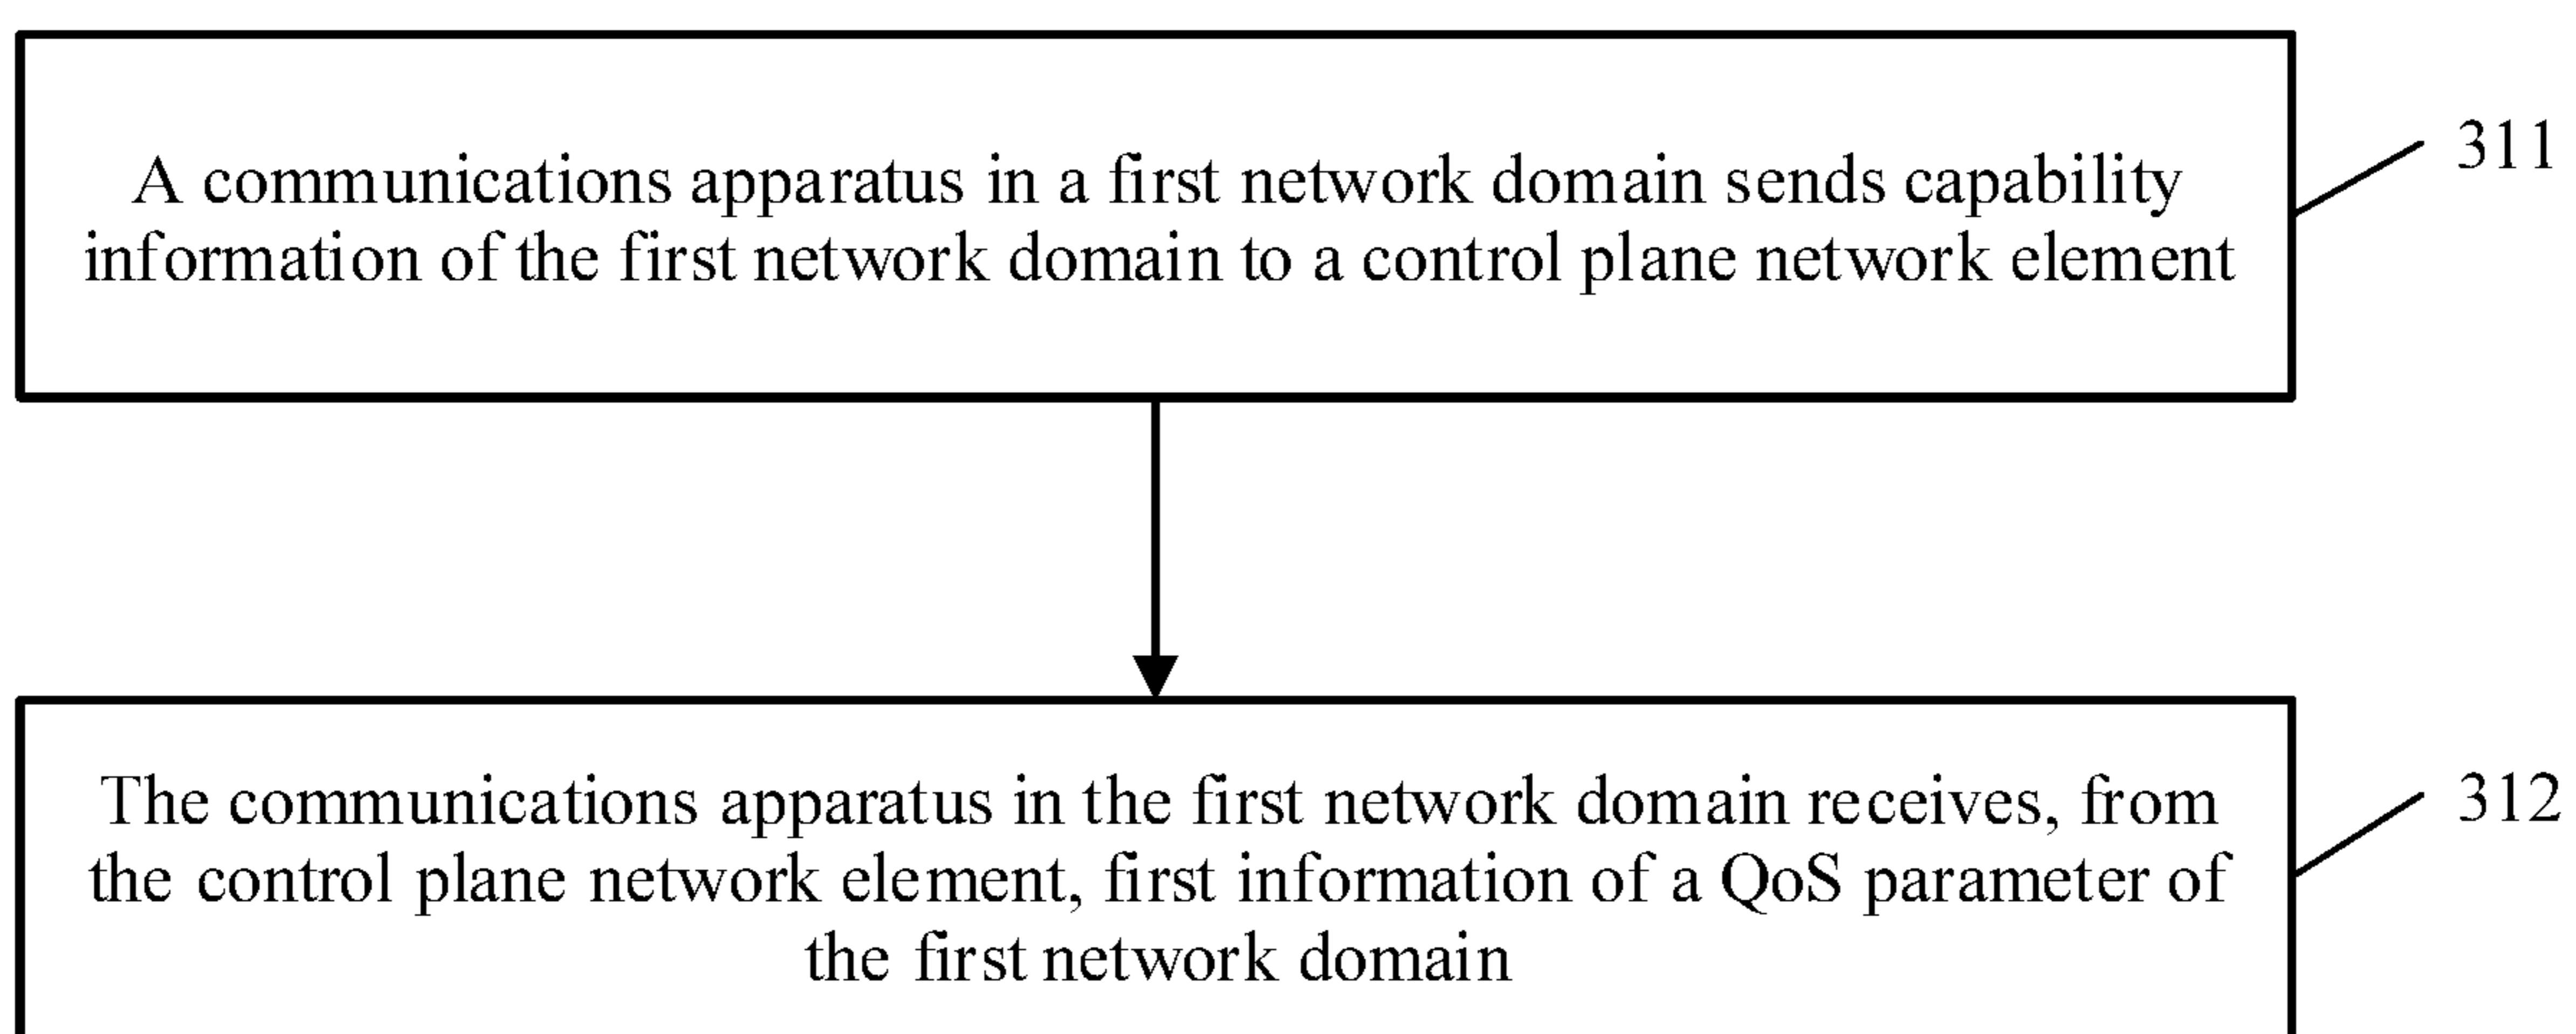 A communications apparatus in a first network domain sends capability
information of the first network domain to a control plane network element
311
The communications apparatus in the first network domain receives, from
the control plane network element, first information of a QoS parameter of
the first network domain
312